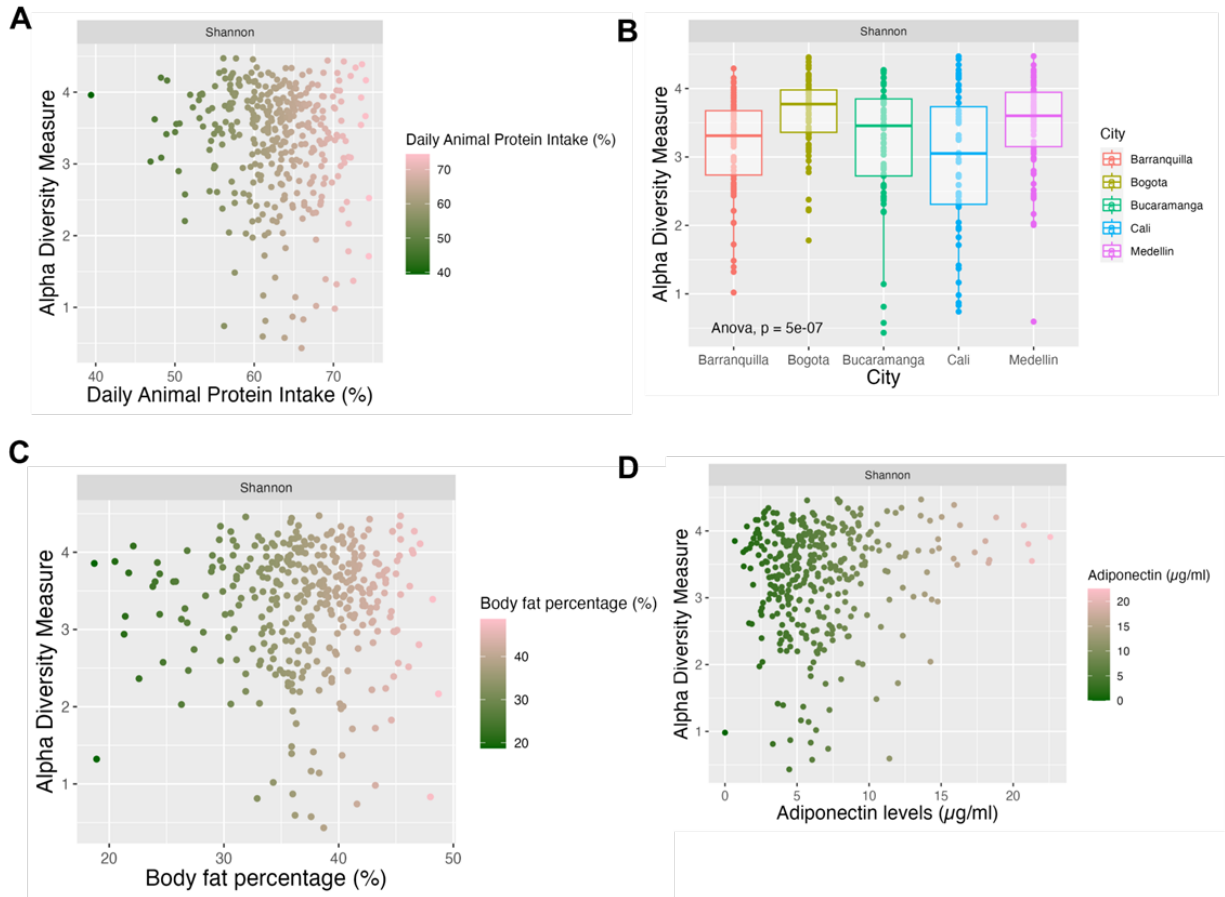 A
Shannon
Alpha Diversity Measure
4
3
2
1
40
50
60
70
Daily Animal Protein Intake (%)
Daily Animal Protein Intake (%)
70
60
50
40
B
Shannon
Alpha Diversity Measure
4
3
2
1
Anova, p = 5e-07
Barranquilla
Bogota
Bucaramanga
Cali
Medellin
City
City
Barranquilla
Bogota
Bucaramanga
Cali
Medellin
C
Shannon
Alpha Diversity Measure
4
3
2
1
20
30
40
50
Body fat percentage (%)
Body fat percentage (%)
40
30
20
D
Shannon
Alpha Diversity Measure
4
3
2
1
0
5
10
15
20
Adiponectin levels (µg/ml)
Adiponectin (µg/ml)
20
15
10
5
0